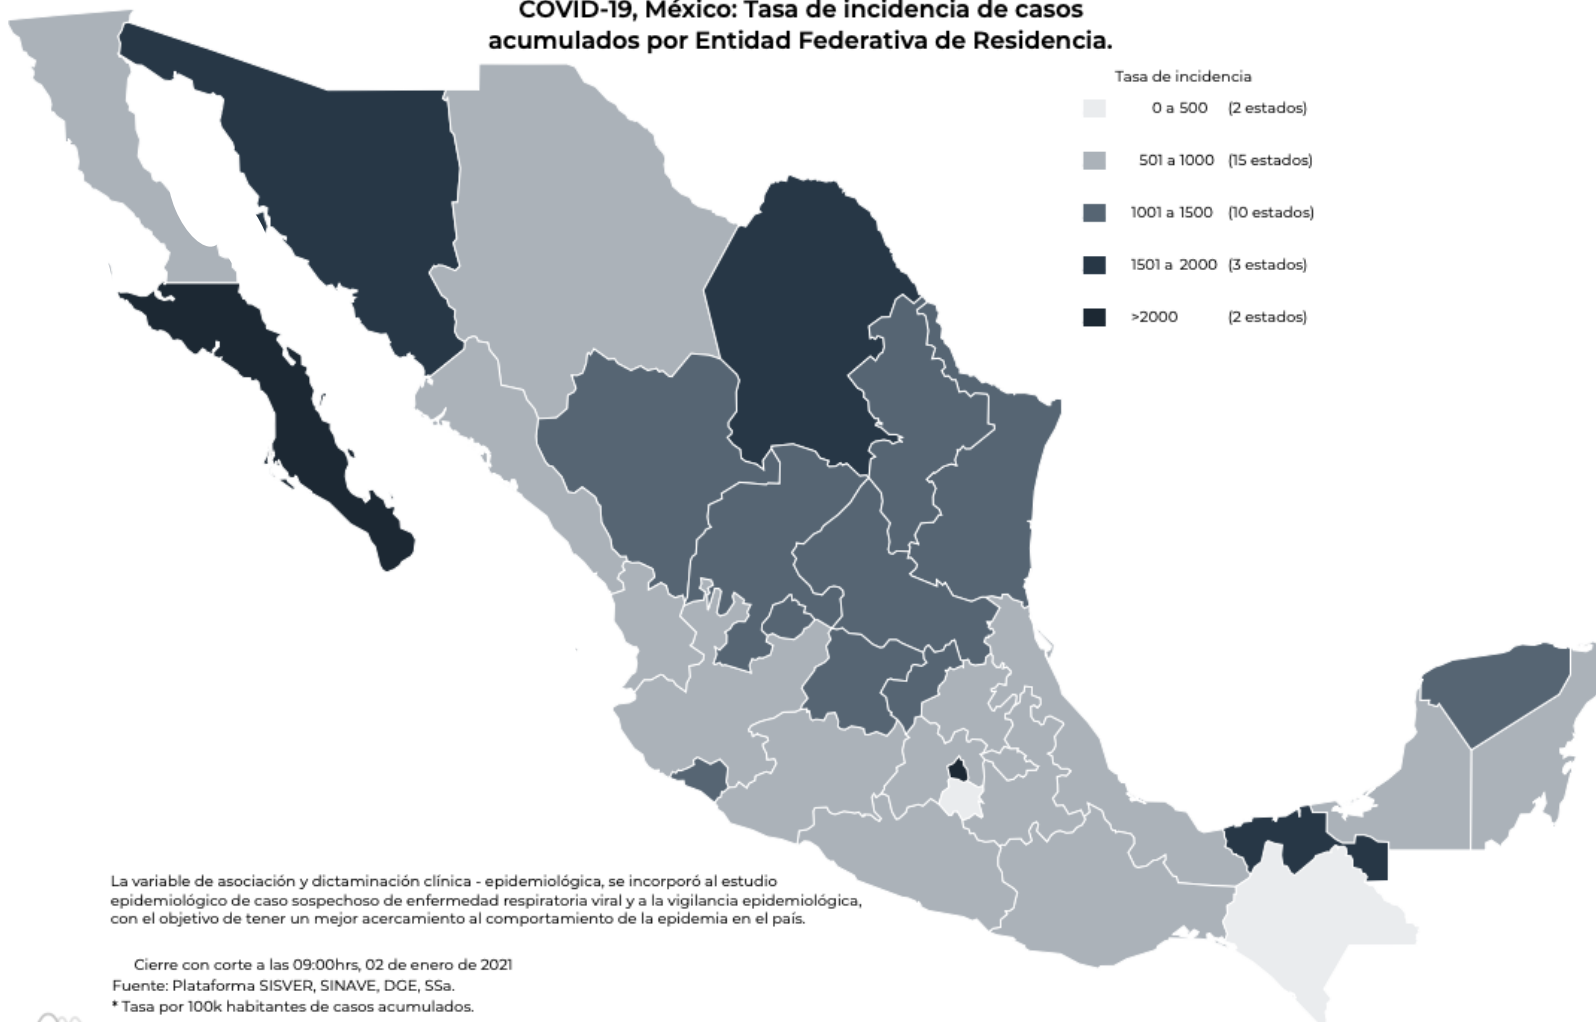 COVID-19, México: Tasa de incidencia de casos
acumulados por Entidad Federativa de Residencia.
Tasa de incidencia
0 a 500 (2 estados)
501 a 1000 (15 estados)
1001 a 1500 (10 estados)
1501 a 2000 (3 estados)
>2000 (2 estados)
La variable de asociación y dictaminación clínica - epidemiológica, se incorporó al estudio
epidemiológico de caso sospechoso de enfermedad respiratoria viral y a la vigilancia epidemiológica,
con el objetivo de tener un mejor acercamiento al comportamiento de la epidemia en el país.
Cierre con corte a las 09:00hrs, 02 de enero de 2021
Fuente: Plataforma SISVER, SINAVE, DGE, SSa.
* Tasa por 100k habitantes de casos acumulados.